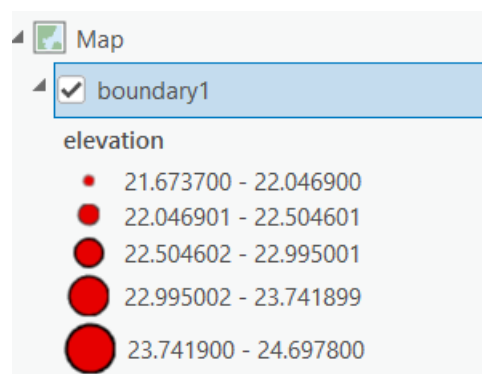 Map
boundary1
elevation
21.673700 - 22.046900
22.046901 - 22.504601
22.504602 - 22.995001
22.995002 - 23.741899
23.741900 - 24.697800